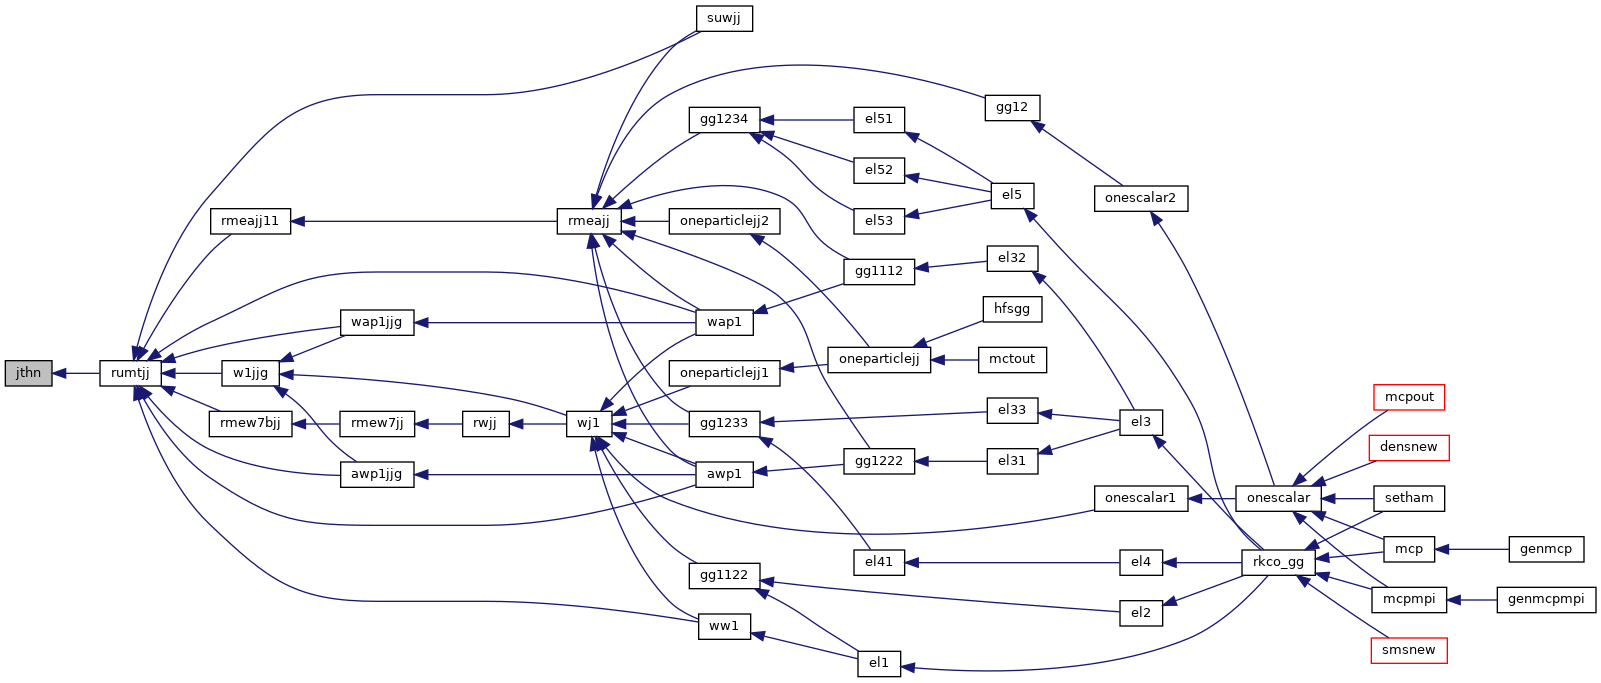 suwjj
gg12
gg1234
el51
el52
el5
onescalar2
rmeajj11
rmeajj
oneparticlejj2
el53
gg1112
el32
hfsgg
wap1jjg
wap1
oneparticlejj
mctout
jthn
rumtjj
w1jjg
oneparticlejj1
mcpout
rmew7bjj
rmew7jj
rwjj
wj1
gg1233
el33
el3
densnew
awp1jjg
awp1
gg1222
el31
onescalar1
onescalar
setham
mcp
genmcp
gg1122
el41
el4
rkco_gg
mcpmpi
genmcpmpi
el2
ww1
smsnew
el1